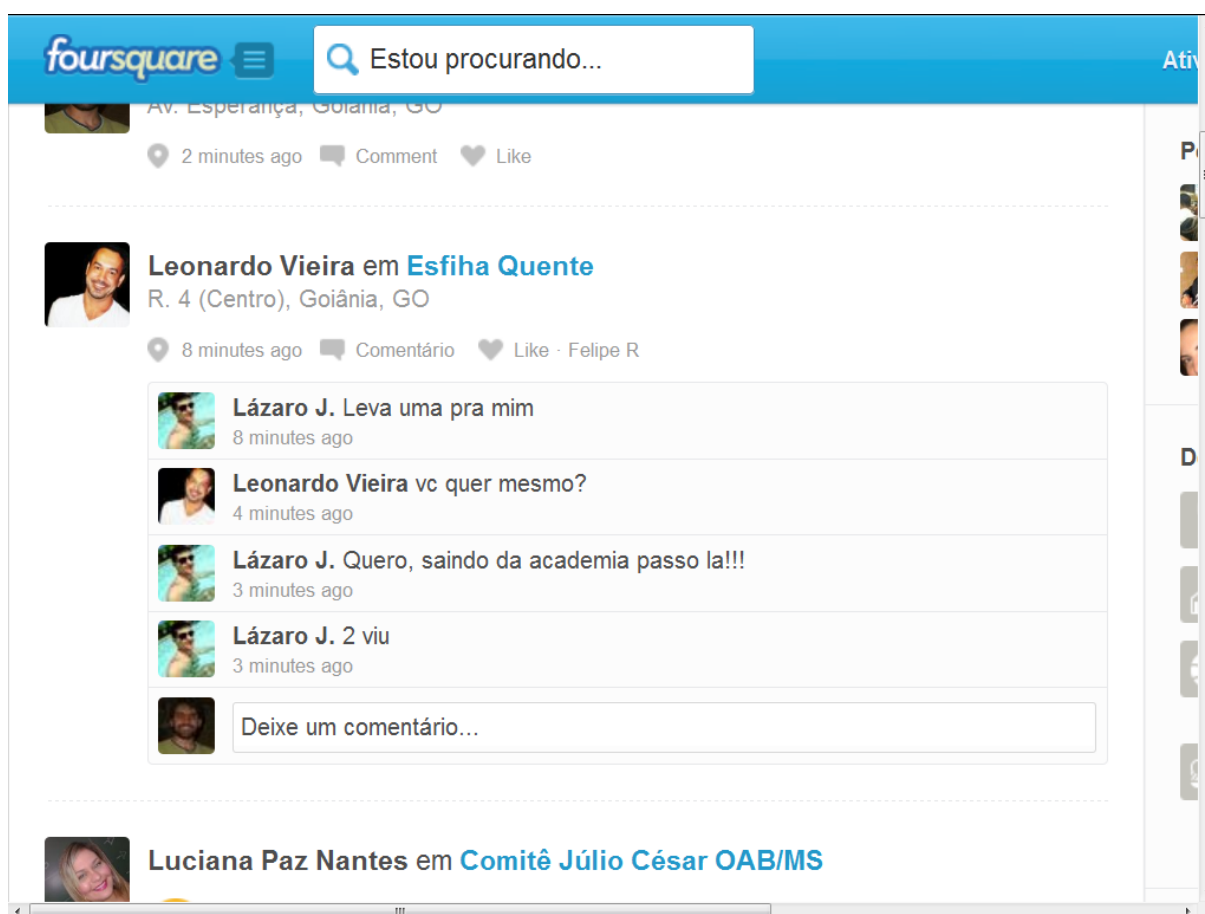 foursquare
Estou procurando...
Av. Esperança, Goiânia, GO
2 minutes ago Comment Like
Leonardo Vieira em Esfiha Quente
R. 4 (Centro), Goiânia, GO
8 minutes ago Comentário Like · Felipe R
Lázaro J. Leva uma pra mim
8 minutes ago
Leonardo Vieira vc quer mesmo?
4 minutes ago
Lázaro J. Quero, saindo da academia passo la!!!
3 minutes ago
Lázaro J. 2 viu
3 minutes ago
Deixe um comentário...
Luciana Paz Nantes em Comitê Júlio César OAB/MS